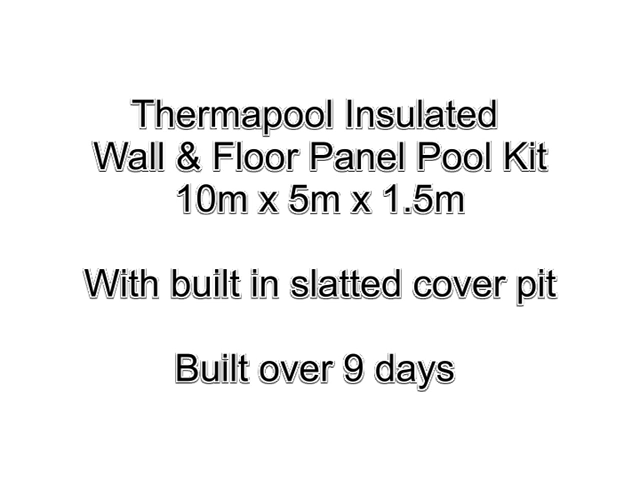 Thermapool Insulated
Wall & Floor Panel Pool Kit
10m x 5m x 1.5m
With built in slatted cover pit
Built over 9 days